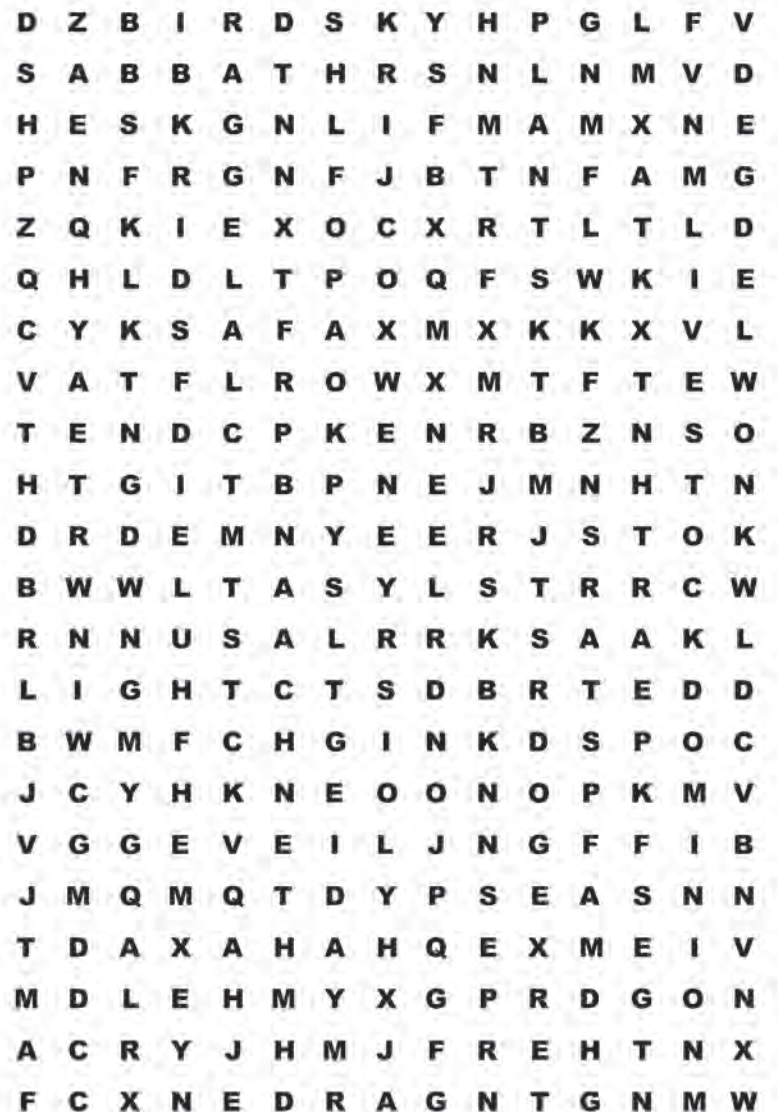 D Z B I R D S K Y H P G L F V
S A B B A T H R S N L N M V D
H E S K G N L I F M A M X N E
P N F R G N F J B T N F A M G
Z Q K I E X O C X R T L T L D
Q H L D L T P O Q F S W K I E
C Y K S A F A X M X K K X V L
V A T F L R O W X M T F T E W
T E N D C P K E N R B Z N S O
H T G I T B P N E J M N H T N
D R D E M N Y E E R J S T O K
B W W L T A S Y L S T R R C W
R N N U S A L R R K S A A K L
L I G H T C T S D B R T E D D
B W M F C H G I N K D S P O C
J C Y H K N E O O N O P K M V
V G G E V E I L J N G F F I B
J M Q M Q T D Y P S E A S N N
T D A X A H A H Q E X M E I V
M D L E H M Y X G P R D G O N
A C R Y J H M J F R E H T N X
F C X N E D R A G N T G N M W